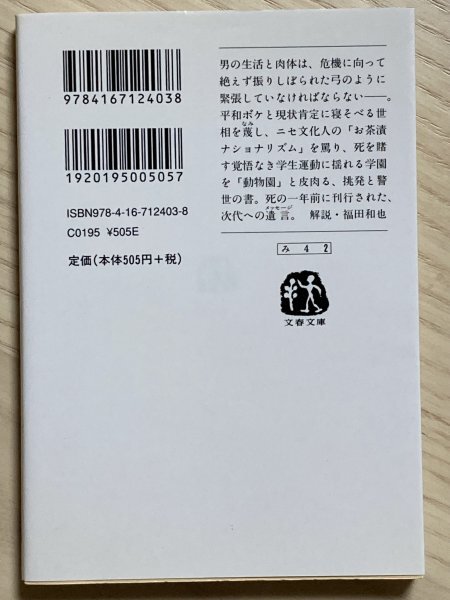 9784167124038
1920195005057
ISBN978-4-16-712403-8
C0195 ¥505E
定価(本体505円+税)
男の生活と肉体は、危機に向って
絶えず振りしぼられた弓のように
緊張していなければならない――。
平和ボケと現状肯定に寝そべる世
相を蔑し、ニセ文化人の「お茶漬
なみ
ナショナリズム」を罵り、死を賭
す覚悟なき学生運動に揺れる学園
を「動物園」と皮肉る、挑発と警
世の書。死の一年前に刊行された、
次代への遺言。 解説・福田和也
メッセージ
み 4 2
文春文庫